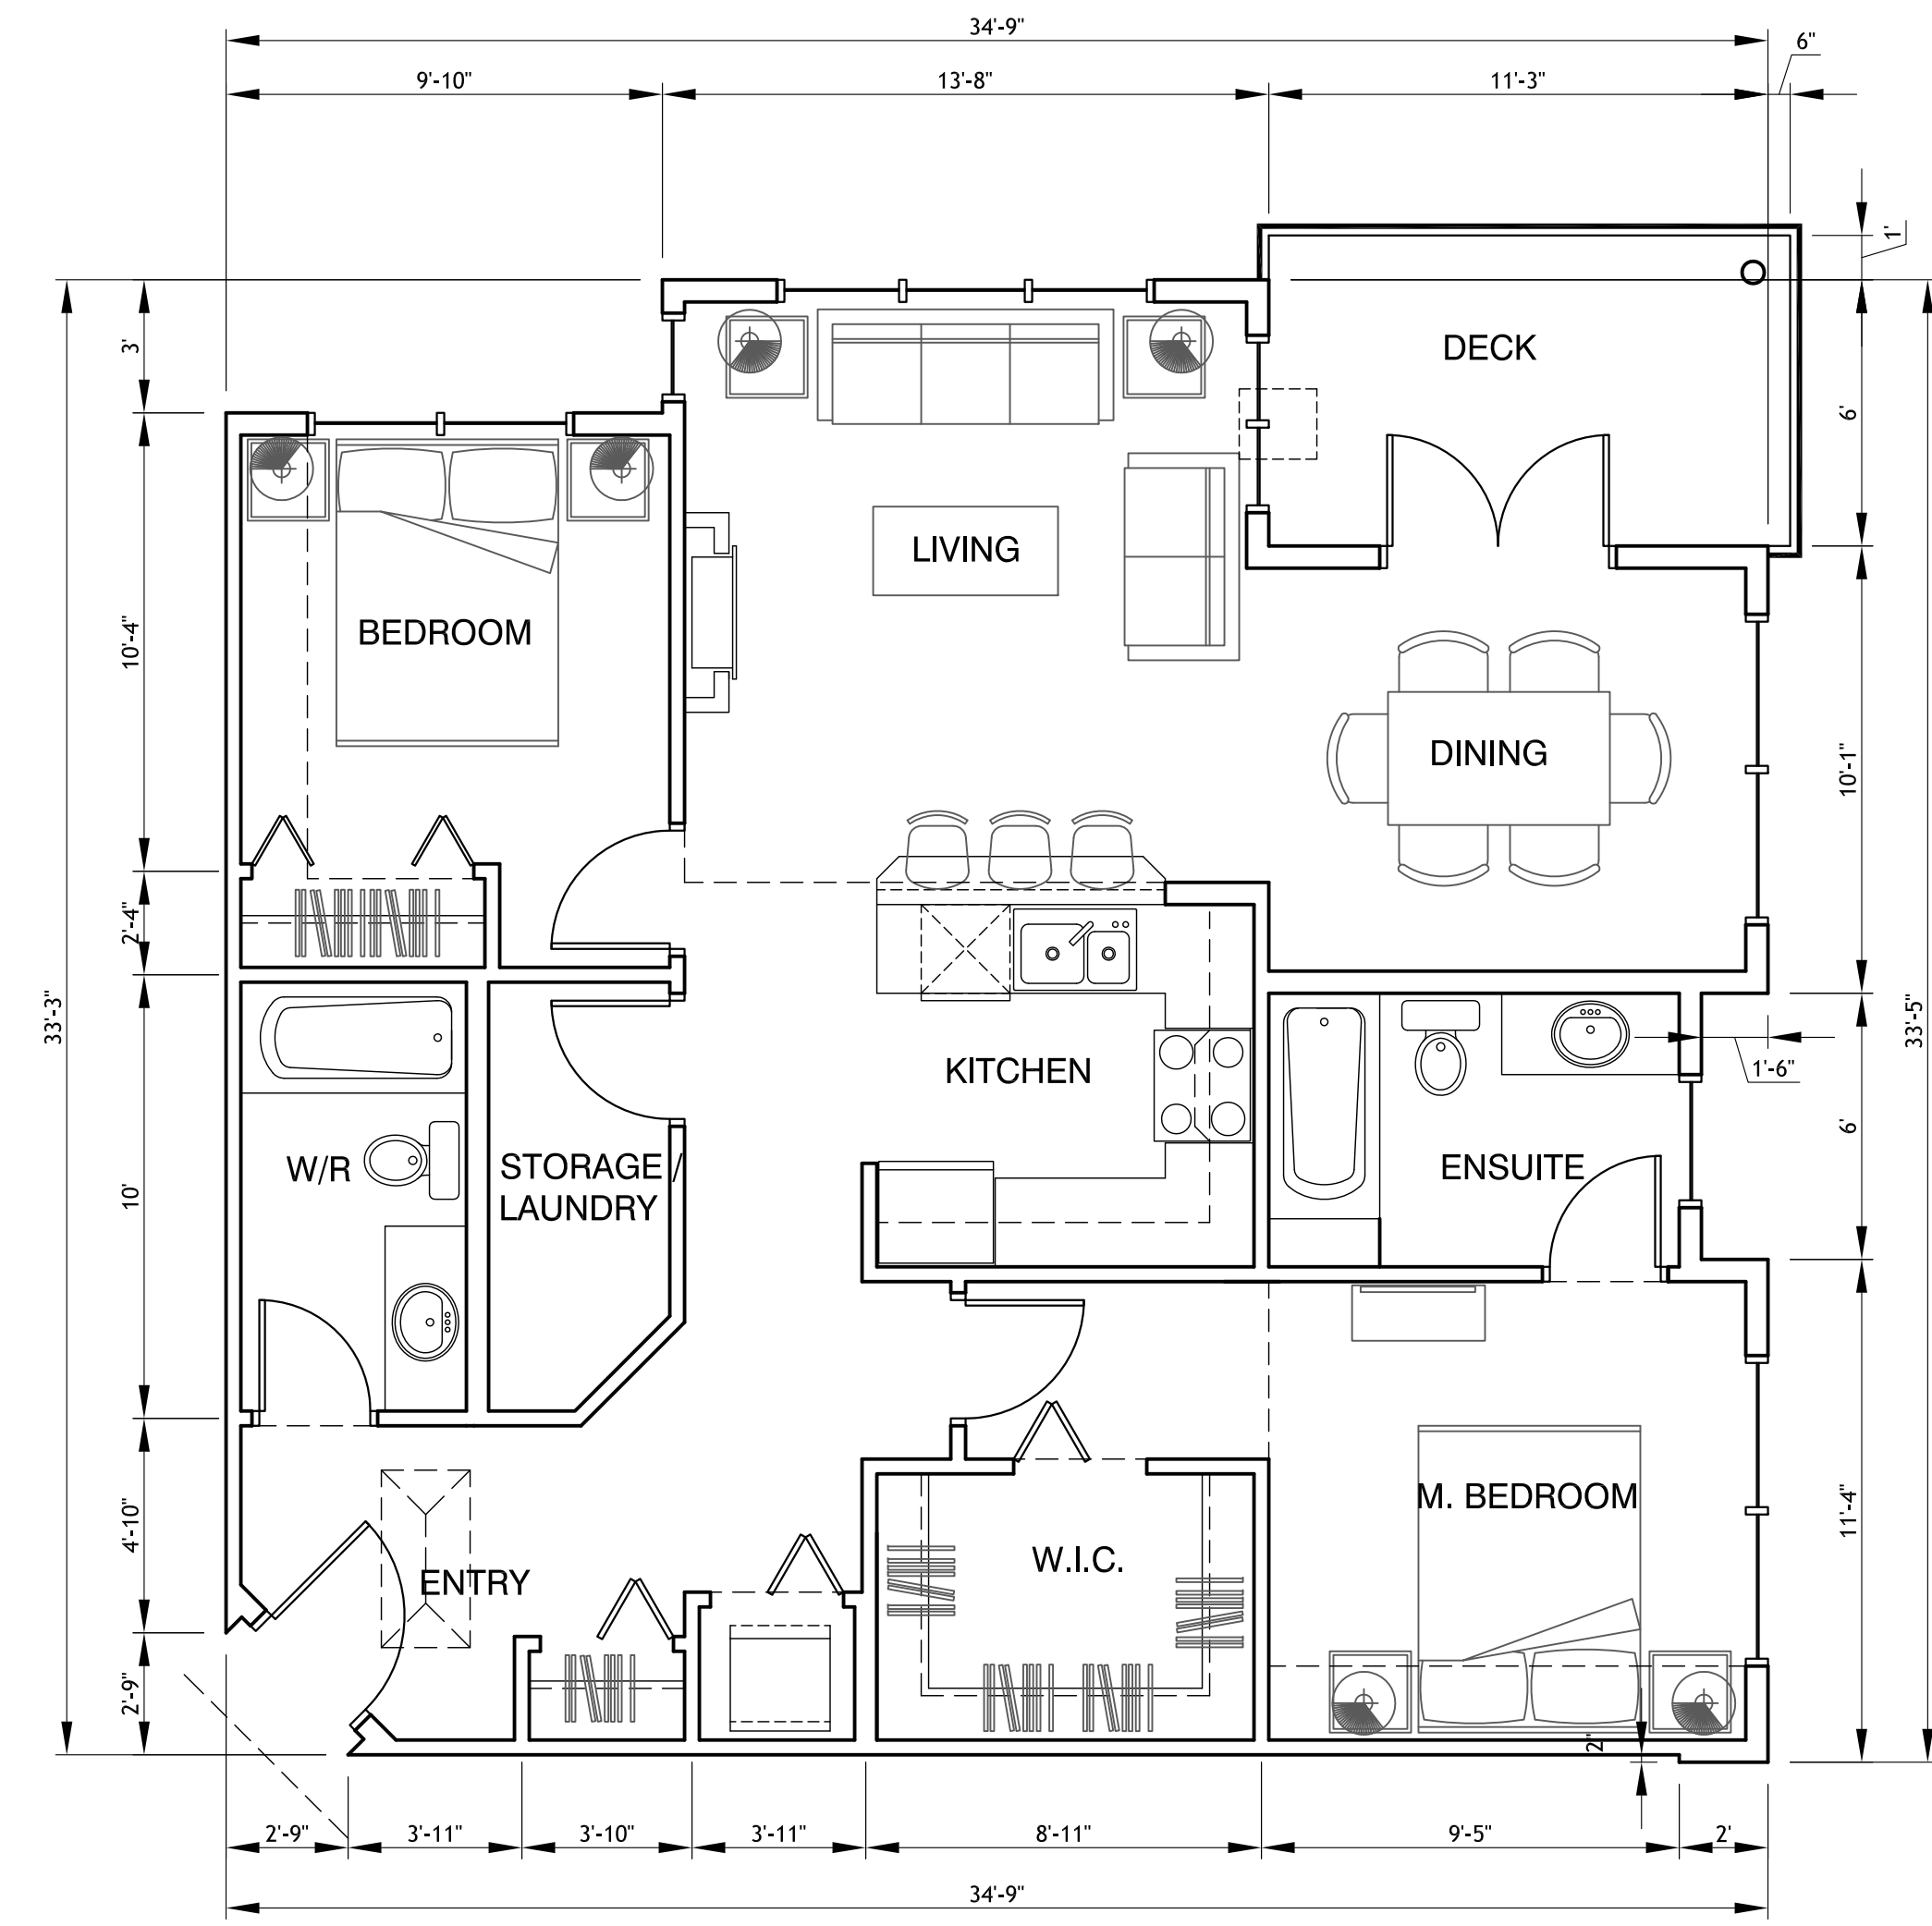 34'-9"
6"
9'-10"
13'-8"
11'-3"
1'
3'
DECK
6'
LIVING
10'-4"
BEDROOM
DINING
10'-1"
2'-4"
33'-3"
33'-5"
KITCHEN
1'-6"
W/R
STORAGE /
LAUNDRY
ENSUITE
6'
10'
M. BEDROOM
4'-10"
11'-4"
ENTRY
W.I.C.
2'-9"
2"
2'-9"
3'-11"
3'-10"
3'-11"
8'-11"
9'-5"
2'
34'-9"